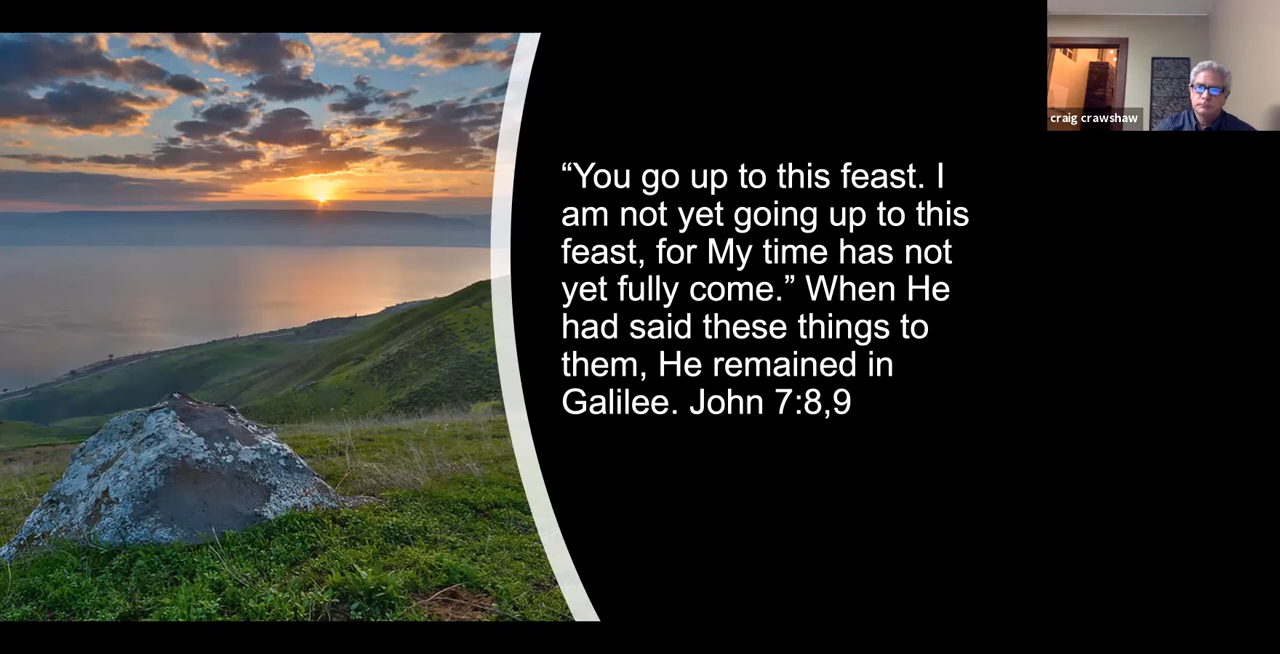 craig crawshaw
“You go up to this feast. I
am not yet going up to this
feast, for My time has not
yet fully come.” When He
had said these things to
them, He remained in
Galilee. John 7:8,9